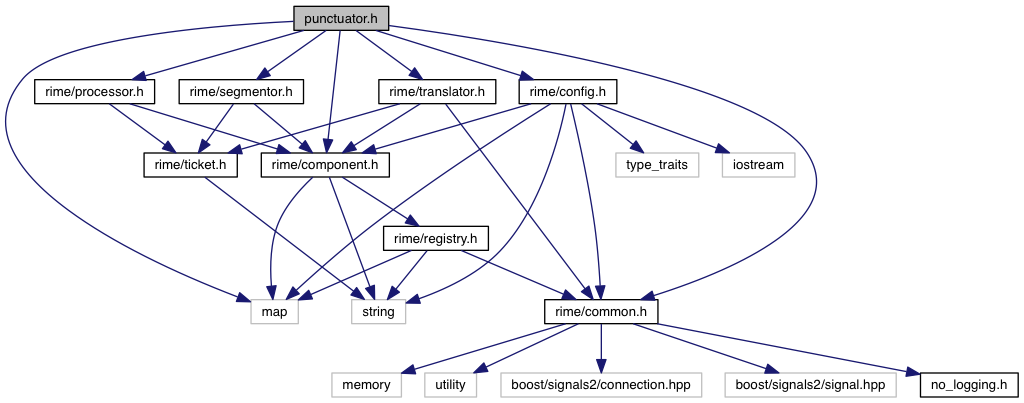 punctuator.h
rime/processor.h
rime/segmentor.h
rime/translator.h
rime/config.h
rime/ticket.h
rime/component.h
type_traits
iostream
rime/registry.h
map
string
rime/common.h
memory
utility
boost/signals2/connection.hpp
boost/signals2/signal.hpp
no_logging.h